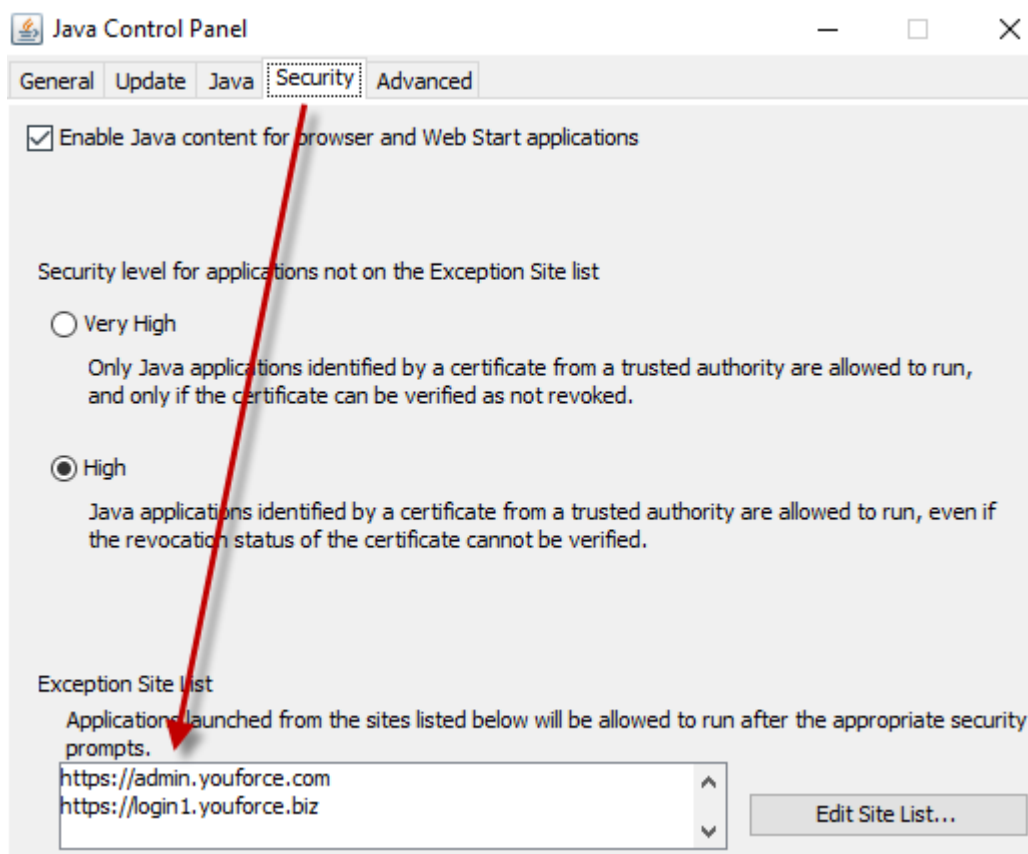 Java Control Panel
General Update Java Security Advanced
Enable Java content for browser and Web Start applications
Security level for applications not on the Exception Site list
Very High
Only Java applications identified by a certificate from a trusted authority are allowed to run,
and only if the certificate can be verified as not revoked.
High
Java applications identified by a certificate from a trusted authority are allowed to run, even if
the revocation status of the certificate cannot be verified.
Exception Site List
Applications launched from the sites listed below will be allowed to run after the appropriate security
prompts.
https://admin.youforce.com
https://login1.youforce.biz
Edit Site List...